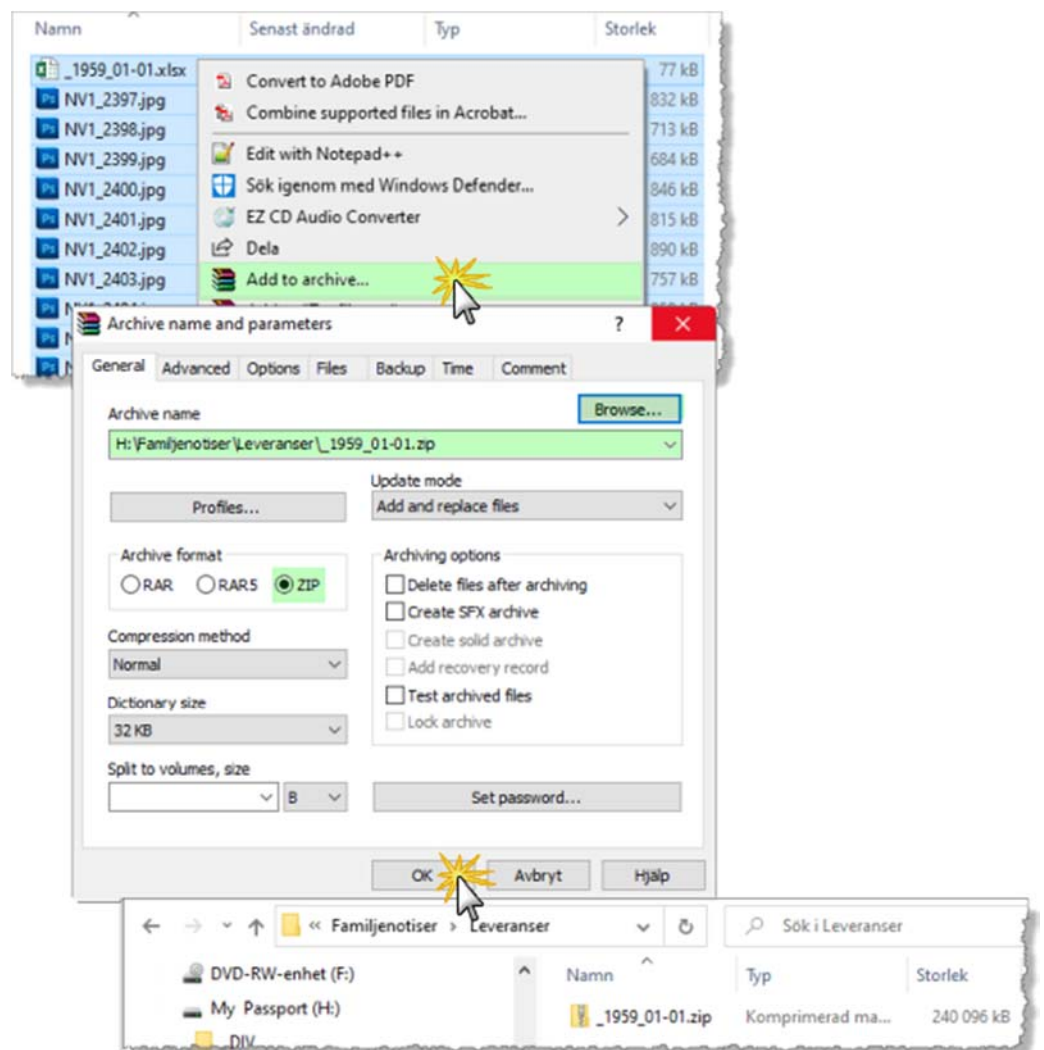 Namn Senast ändrad Typ Storlek
_1959_01-01.xlsx 77 kB
NV1_2397.jpg 832 kB
NV1_2398.jpg 713 kB
NV1_2399.jpg 684 kB
NV1_2400.jpg 846 kB
NV1_2401.jpg 815 kB
NV1_2402.jpg 890 kB
NV1_2403.jpg 757 kB
Convert to Adobe PDF
Combine supported files in Acrobat...
Edit with Notepad++
Sök igenom med Windows Defender...
EZ CD Audio Converter
Dela
Add to archive...
Archive name and parameters ?
General Advanced Options Files Backup Time Comment
Archive name Browse...
H:\Familjenotiser\Leveranser\_1959_01-01.zip
Update mode
Profiles... Add and replace files
Archive format
RAR RAR5 ZIP
Compression method
Normal
Dictionary size
32 KB
Split to volumes, size
B
Archiving options
Delete files after archiving
Create SFX archive
Create solid archive
Add recovery record
Test archived files
Lock archive
Set password...
OK Avbryt Hjälp
« Familjenotiser › Leveranser Sök i Leveranser
DVD-RW-enhet (F:)
My Passport (H:)
DIV
Namn Typ Storlek
_1959_01-01.zip Komprimerad ma... 240 096 kB